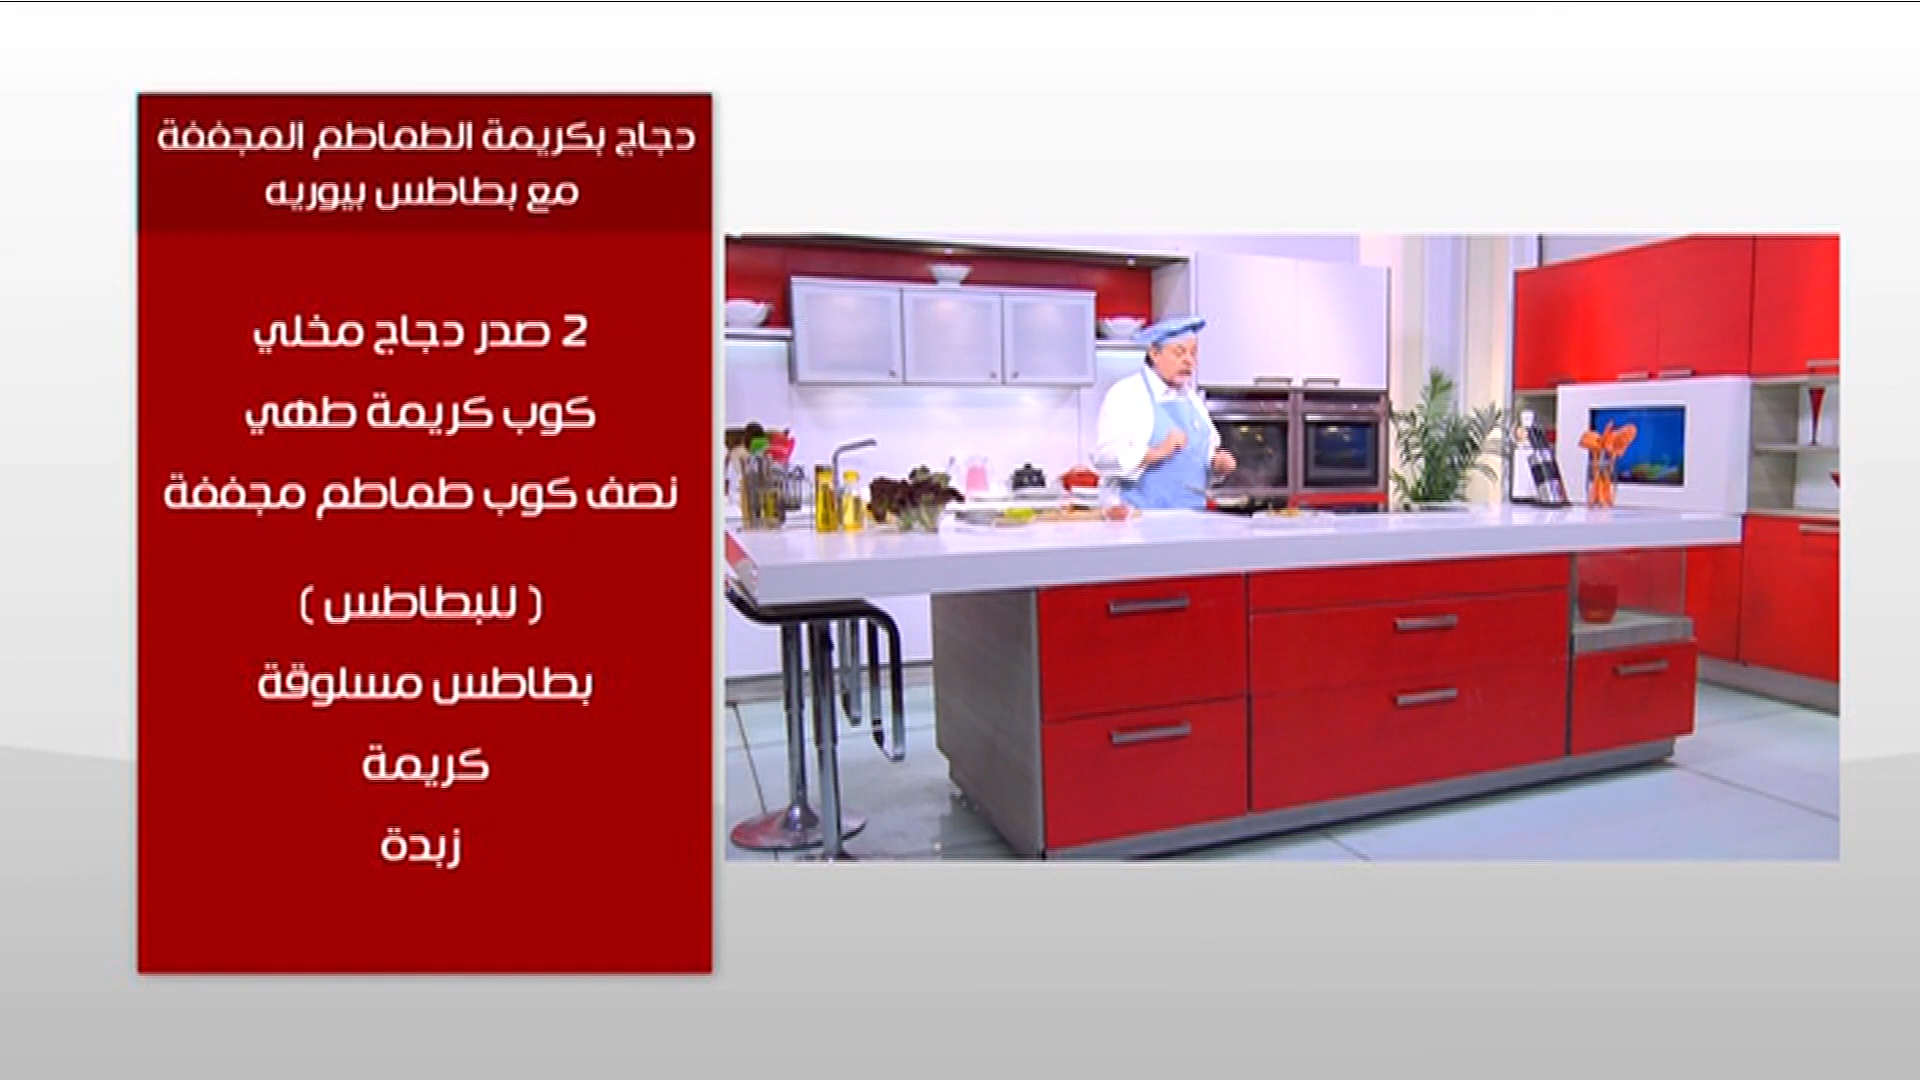 دجاج بكريمة الطماطم المجففة
مع بطاطس بيوريه
2 صدر دجاج مخلي
كوب كريمة طهي
نصف كوب طماطم مجففة
( للبطاطس )
بطاطس مسلوقة
كريمة
زبدة